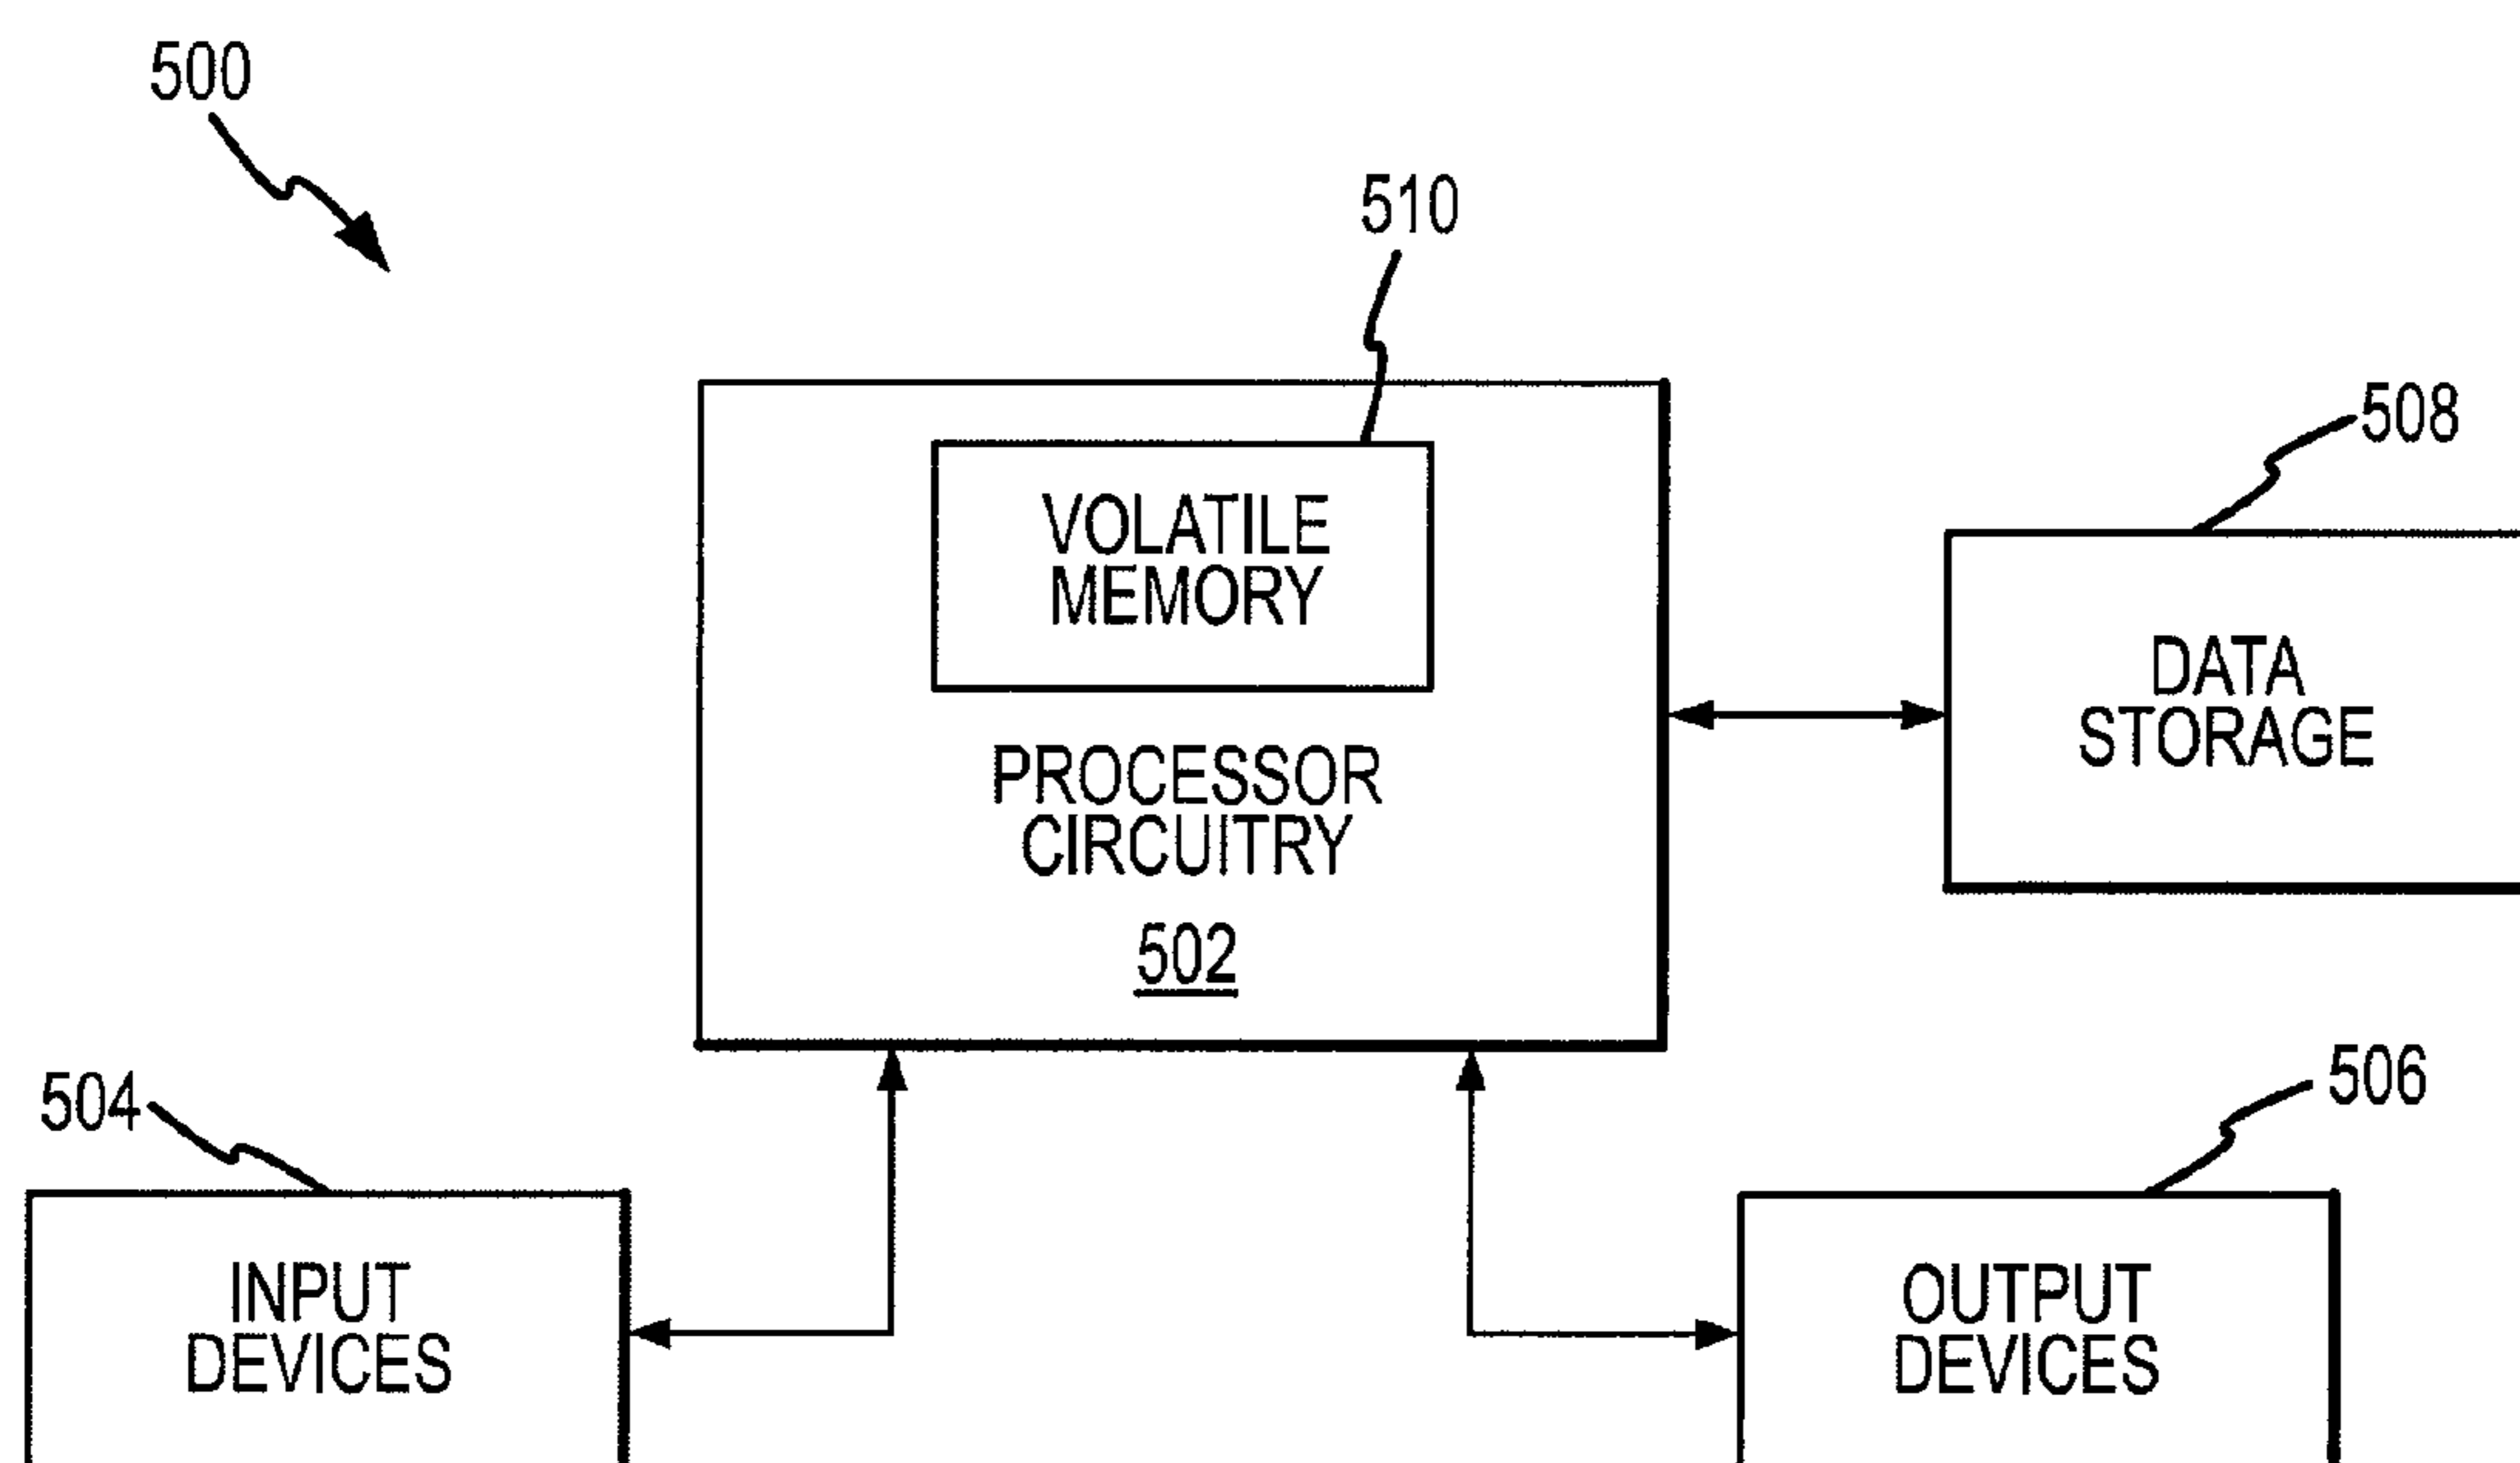 500
510
508
VOLATILE
MEMORY
DATA
STORAGE
PROCESSOR
CIRCUITRY
502
504
506
INPUT
DEVICES
OUTPUT
DEVICES